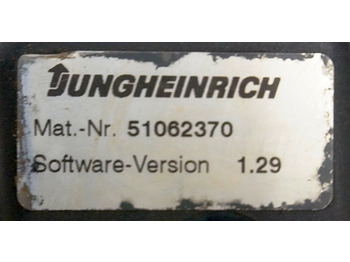 JUNGHEINRICH
Mat.-Nr. 51062370
Software-Version 1.29